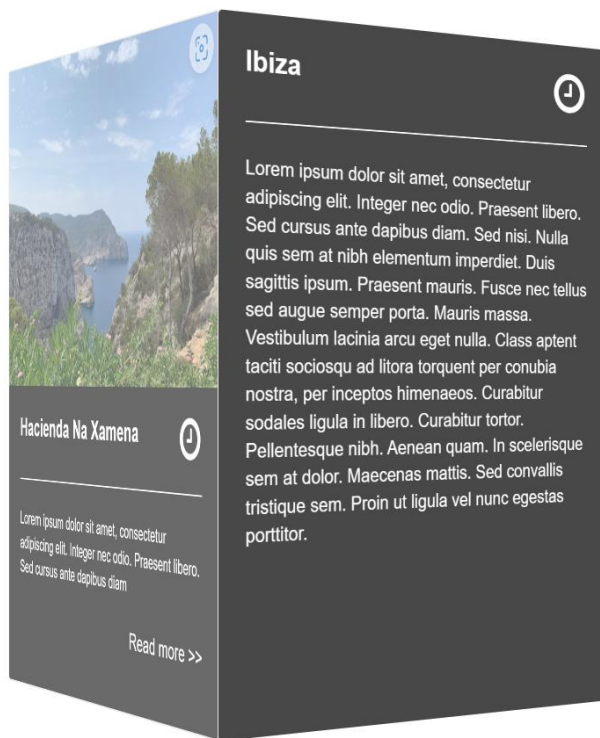 Hacienda Na Xamena
Lorem ipsum dolor sit amet, consectetur
adipiscing elit. Integer nec odio. Praesent libero.
Sed cursus ante dapibus diam
Read more >>
Ibiza
Lorem ipsum dolor sit amet, consectetur
adipiscing elit. Integer nec odio. Praesent libero.
Sed cursus ante dapibus diam. Sed nisi. Nulla
quis sem at nibh elementum imperdiet. Duis
sagittis ipsum. Praesent mauris. Fusce nec tellus
sed augue semper porta. Mauris massa.
Vestibulum lacinia arcu eget nulla. Class aptent
taciti sociosqu ad litora torquent per conubia
nostra, per inceptos himenaeos. Curabitur
sodales ligula in libero. Curabitur tortor.
Pellentesque nibh. Aenean quam. In scelerisque
sem at dolor. Maecenas mattis. Sed convallis
tristique sem. Proin ut ligula vel nunc egestas
porttitor.